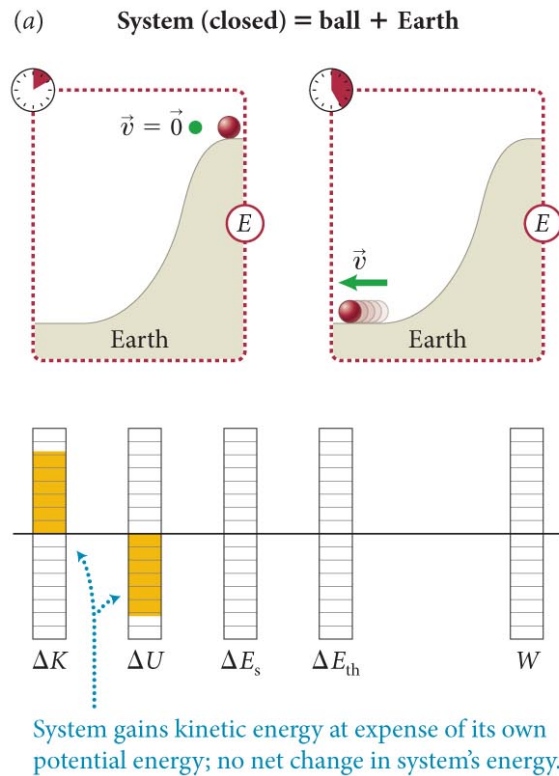 (a) System (closed) = ball + Earth
v⃗ = 0⃗
E
E
v⃗
Earth
Earth
ΔK ΔU ΔEs ΔEth W
System gains kinetic energy at expense of its own
potential energy; no net change in system's energy.